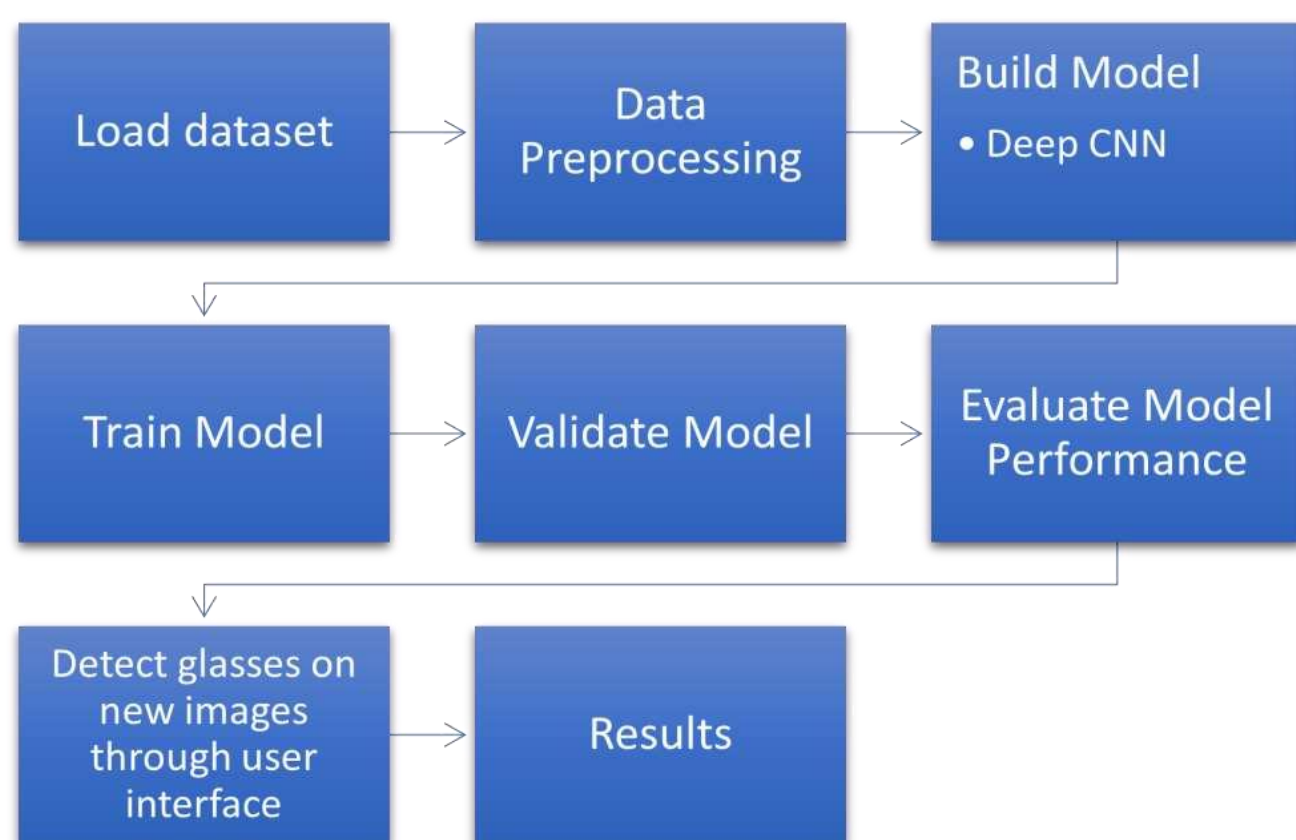 Load dataset
Data
Preprocessing
Build Model
• Deep CNN
Train Model
Validate Model
Evaluate Model
Performance
Detect glasses on
new images
through user
interface
Results